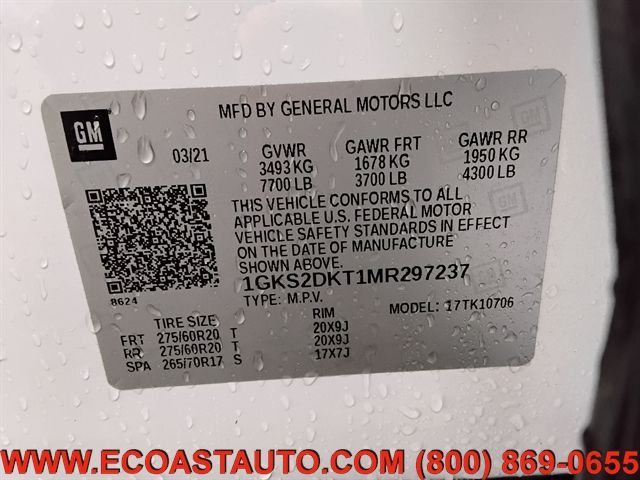 MFD BY GENERAL MOTORS LLC
GM
03/21
GVWR
3493 KG
7700 LB
GAWR FRT
1678 KG
3700 LB
GAWR RR
1950 KG
4300 LB
THIS VEHICLE CONFORMS TO ALL
APPLICABLE U.S. FEDERAL MOTOR
VEHICLE SAFETY STANDARDS IN EFFECT
ON THE DATE OF MANUFACTURE
SHOWN ABOVE.
8624
1GKS2DKT1MR297237
TYPE: M.P.V.
MODEL: 17TK10706
TIRE SIZE RIM
FRT 275/60R20 T 20X9J
RR 275/60R20 T 20X9J
SPA 265/70R17 S 17X7J
WWW.ECOASTAUTO.COM (800) 869-0655